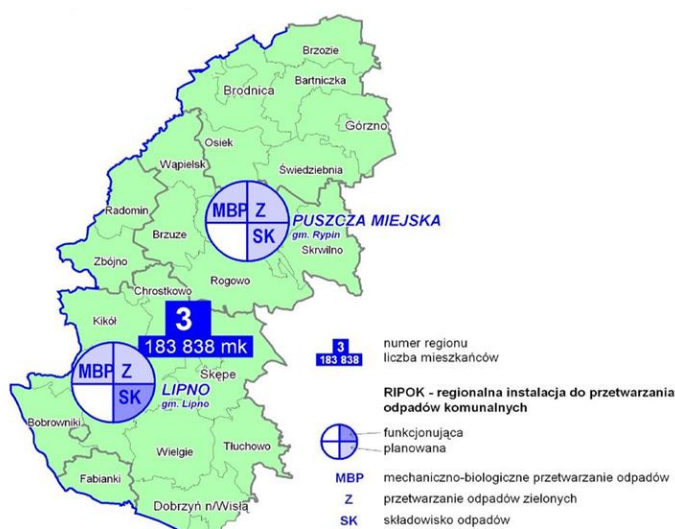 Brzozie
Bartniczka
Brodnica
Górzno
Osiek
Wąpielsk
Świedziebnia
Radomin
MBP Z
SK
PUSZCZA MIEJSKA
gm. Rypin
Brzuze
Skrwilno
Zbójno
Rogowo
Chrostkowo
Kikół
3
183 838 mk
MBP Z
SK
Skępe
LIPNO
gm. Lipno
Bobrowniki
Wielgie
Tłuchowo
Fabianki
Dobrzyń n/Wisłą
3
183 838
numer regionu
liczba mieszkańców
RIPOK - regionalna instalacja do przetwarzania
odpadów komunalnych
funkcjonująca
planowana
MBP mechaniczno-biologiczne przetwarzanie odpadów
Z przetwarzanie odpadów zielonych
SK składowisko odpadów